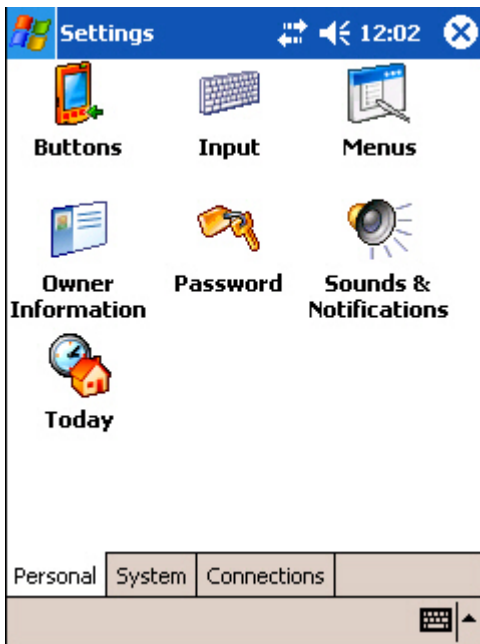 Settings 12:02
Buttons Input Menus
Owner Information Password Sounds & Notifications
Today
Personal System Connections